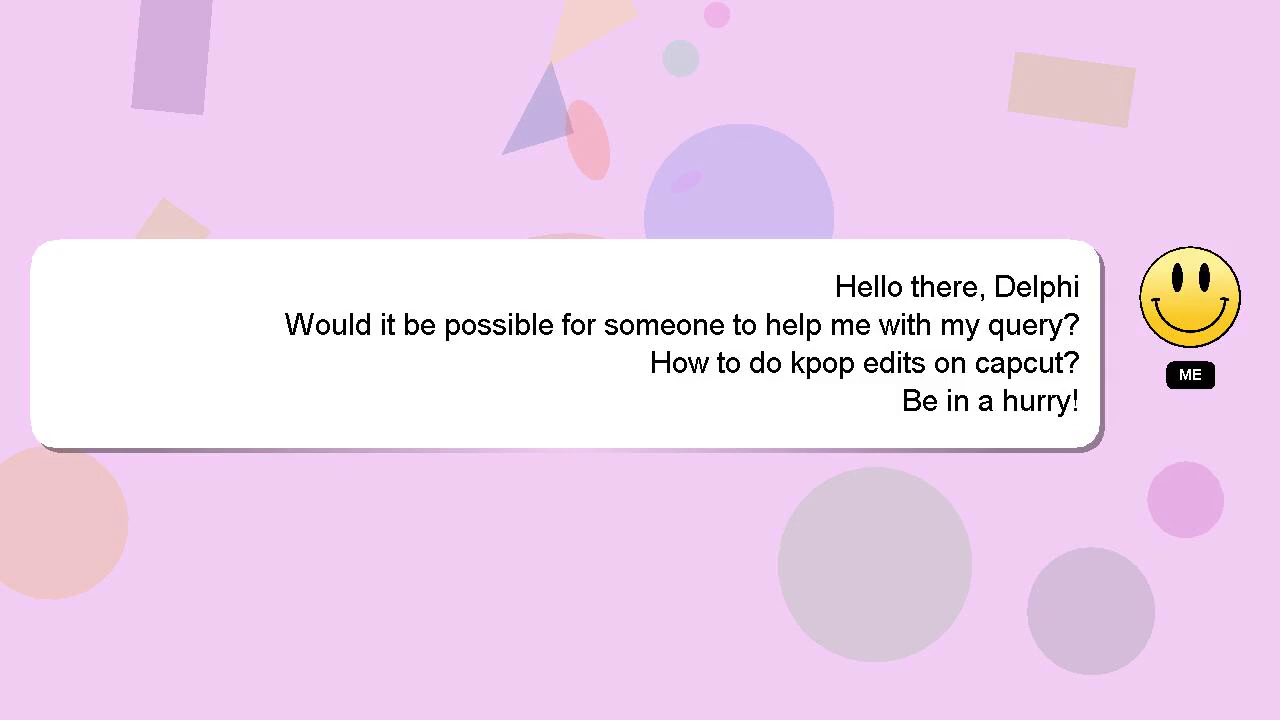 Hello there, Delphi
Would it be possible for someone to help me with my query?
How to do kpop edits on capcut?
Be in a hurry!
ME